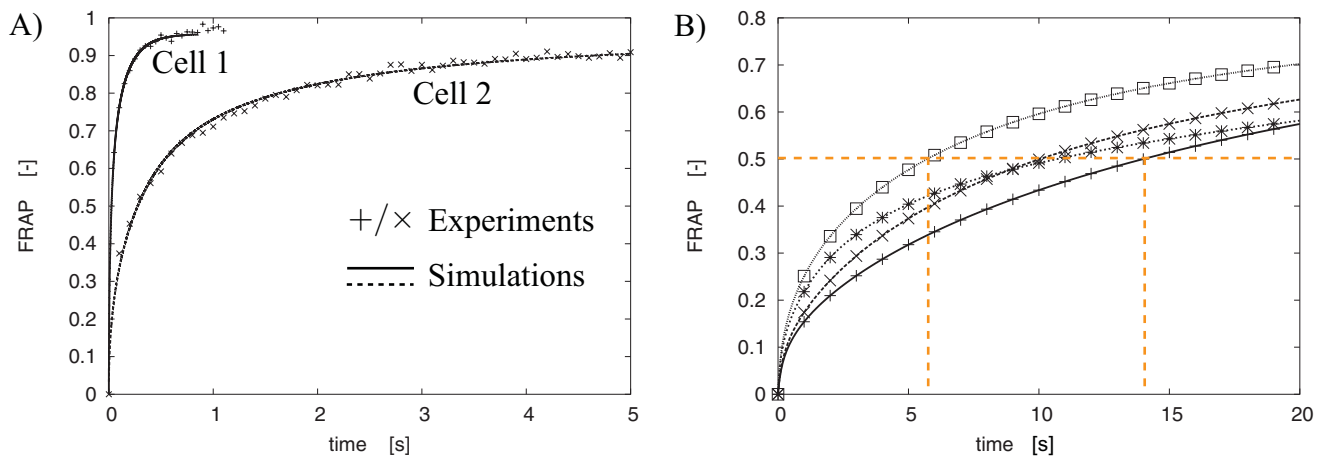 A)
1
0.9
0.8
0.7
0.6
0.5
0.4
0.3
0.2
0.1
0
FRAP [-]
Cell 1
Cell 2
+/× Experiments
Simulations
0 1 2 3 4 5
time [s]
B)
0.8
0.7
0.6
0.5
0.4
0.3
0.2
0.1
0
FRAP [-]
0 5 10 15 20
time [s]